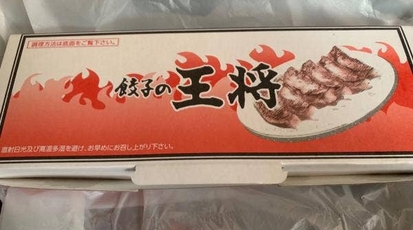 調理方法は底面をご覧下さい。
餃子の王将
直射日光及び高温多湿を避け、お早めにお召し上がり下さい。